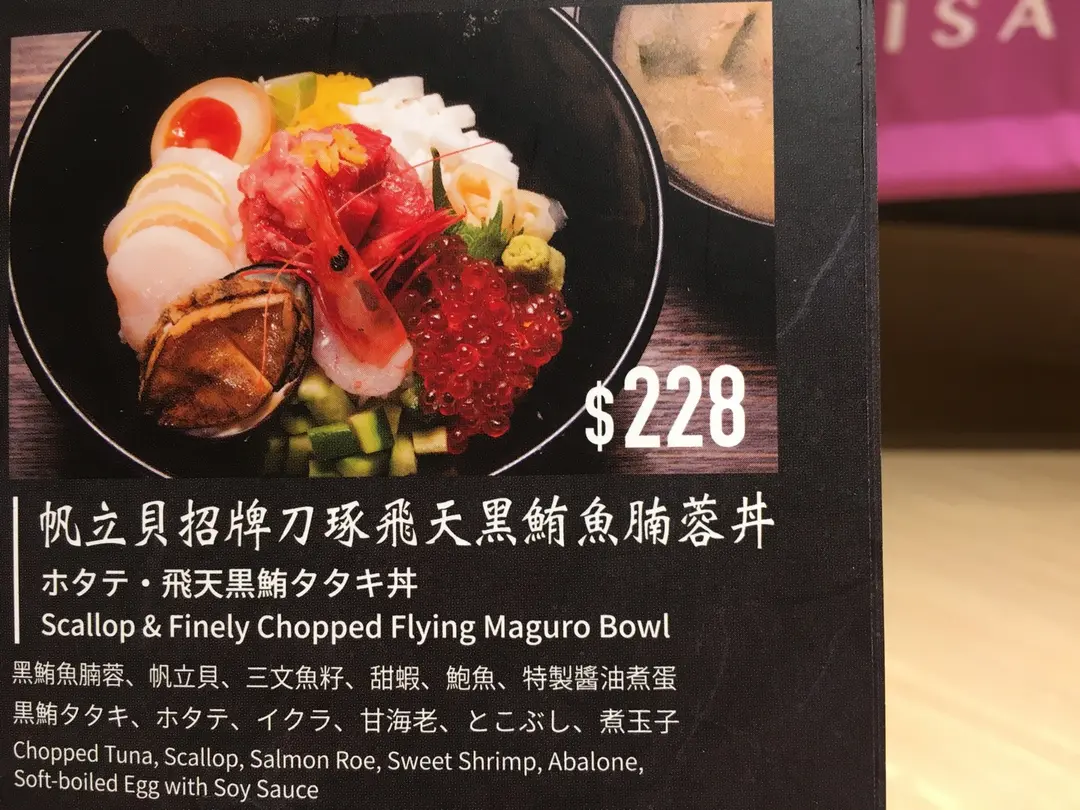 ISA
$228
帆立貝招牌刀琢飛天黑鮪魚腩蓉丼
ホタテ・飛天黒鮪タタキ丼
Scallop & Finely Chopped Flying Maguro Bowl
黑鮪魚腩蓉、帆立貝、三文魚籽、甜蝦、鮑魚、特製醬油煮蛋
黒鮪タタキ、ホタテ、イクラ、甘海老、とこぶし、煮玉子
Chopped Tuna, Scallop, Salmon Roe, Sweet Shrimp, Abalone,
Soft-boiled Egg with Soy Sauce